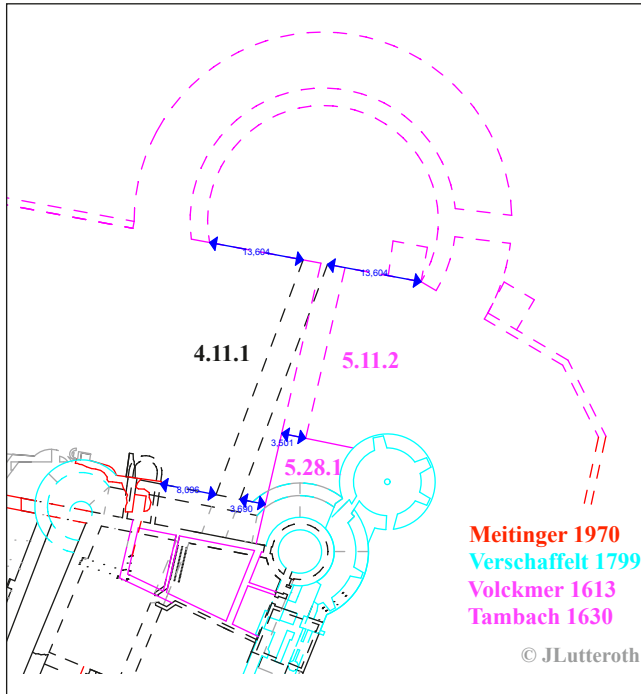 13,604
13,604
4.11.1
5.11.2
3,601
5.28.1
8,096
3,690
Meitinger 1970
Verschaffelt 1799
Volckmer 1613
Tambach 1630
© JLutteroth